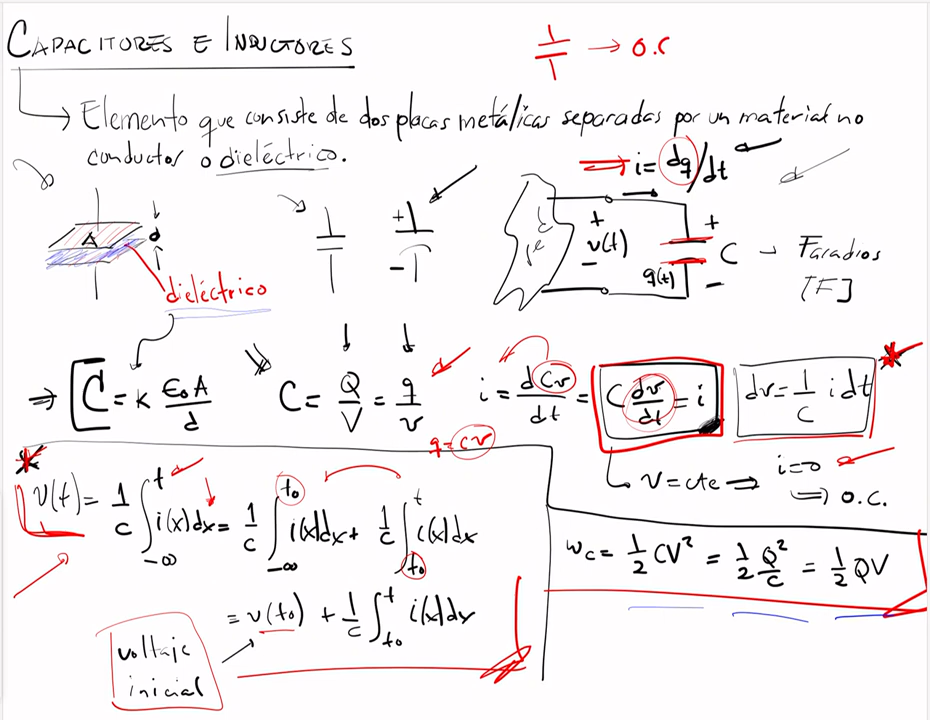 CAPACITORES E INDUCTORES
→ O.C
→ Elemento que consiste de dos placas metálicas separadas por un material no
conductor o dieléctrico.
⇒ i = dq/dt
A d
+ −
+ v(t) − q(t) + C − → Faradios
[F]
dieléctrico
⇒ C = k ε₀A/d
C = Q/V = q/v
q = cv
i = dCv/dt = C dv/dt = i
dv = 1/C i dt
V = cte ⇒ i=0
⇒ O.C.
v(t) = 1/c ∫_{-∞}^{t} i(x)dx = 1/c ∫_{-∞}^{t₀} i(x)dx + 1/c ∫_{t₀}^{t} i(x)dx
= v(t₀) + 1/c ∫_{t₀}^{t} i(x)dx
voltaje
inicial
w_c = 1/2 CV² = 1/2 Q²/c = 1/2 QV